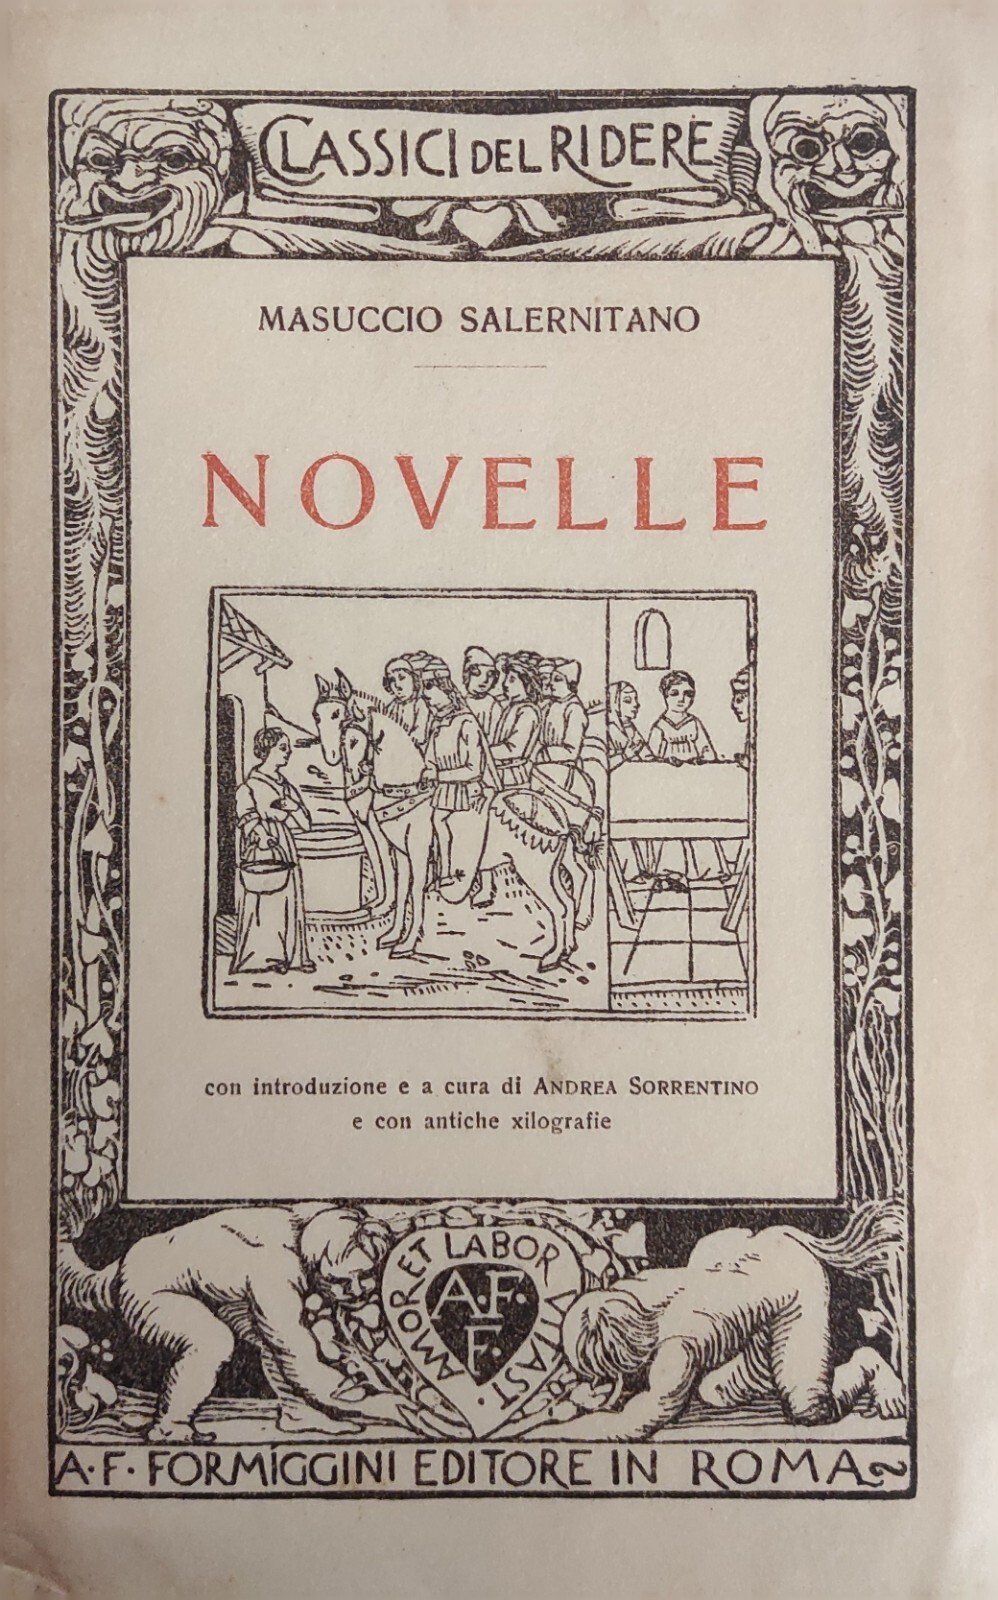 CLASSICI DEL RIDERE
MASUCCIO SALERNITANO
NOVELLE
con introduzione e a cura di ANDREA SORRENTINO
e con antiche xilografie
AMOR ET LABOR VITAST
A. F.
F.
A. F. FORMIGGINI EDITORE IN ROMA